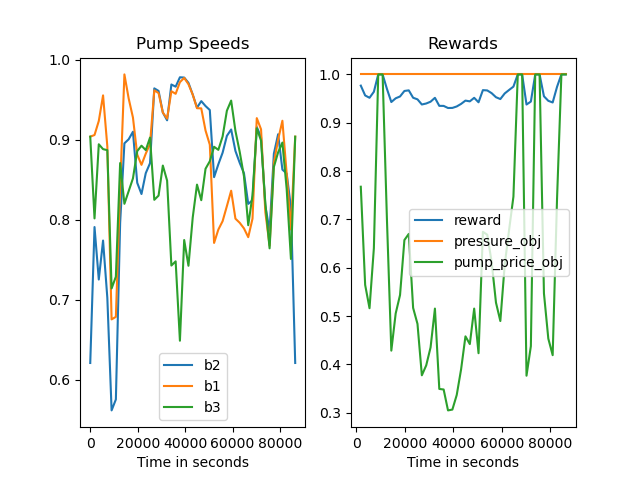 Pump Speeds
1.0
0.9
0.8
0.7
0.6
0
20000
40000
60000
80000
Time in seconds
b2
b1
b3
Rewards
1.0
0.9
0.8
0.7
0.6
0.5
0.4
0.3
0
20000
40000
60000
80000
Time in seconds
reward
pressure_obj
pump_price_obj